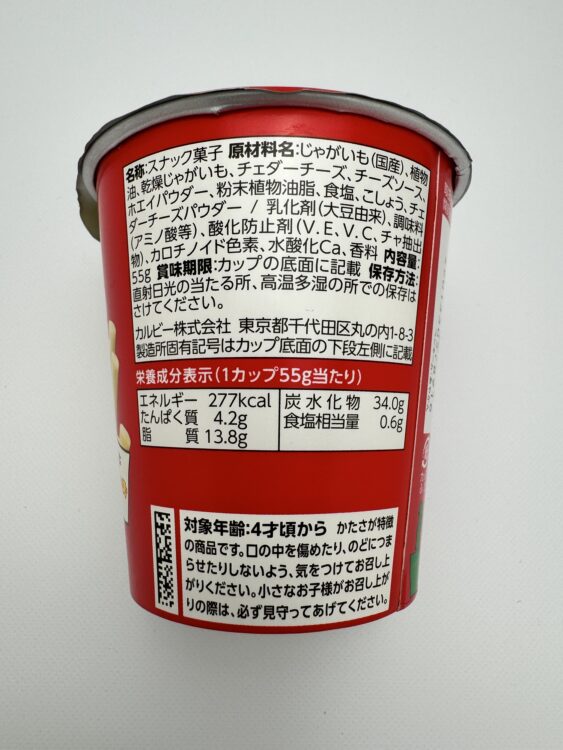 名称:スナック菓子 原材料名:じゃがいも(国産)、植物
油、乾燥じゃがいも、チェダーチーズ、チーズソース、
ホエイパウダー、粉末植物油脂、食塩、こしょう、チェ
ダーチーズパウダー / 乳化剤(大豆由来)、調味料
(アミノ酸等)、酸化防止剤(V.E、V.C、チャ抽出
物)、カロチノイド色素、水酸化Ca、香料 内容量:
55g 賞味期限:カップの底面に記載 保存方法:
直射日光の当たる所、高温多湿の所での保存は
さけてください。
カルビー株式会社 東京都千代田区丸の内1-8-3
製造所固有記号はカップ底面の下段左側に記載
栄養成分表示(1カップ55g当たり)
エネルギー 277kcal 炭水化物 34.0g
たんぱく質 4.2g 食塩相当量 0.6g
脂質 13.8g
対象年齢:4才頃から かたさが特徴
の商品です。口の中を傷めたり、のどにつま
らせたりしないよう、気をつけてお召し上
がりください。小さなお子様がお召し上が
りの際は、必ず見守ってあげてください。